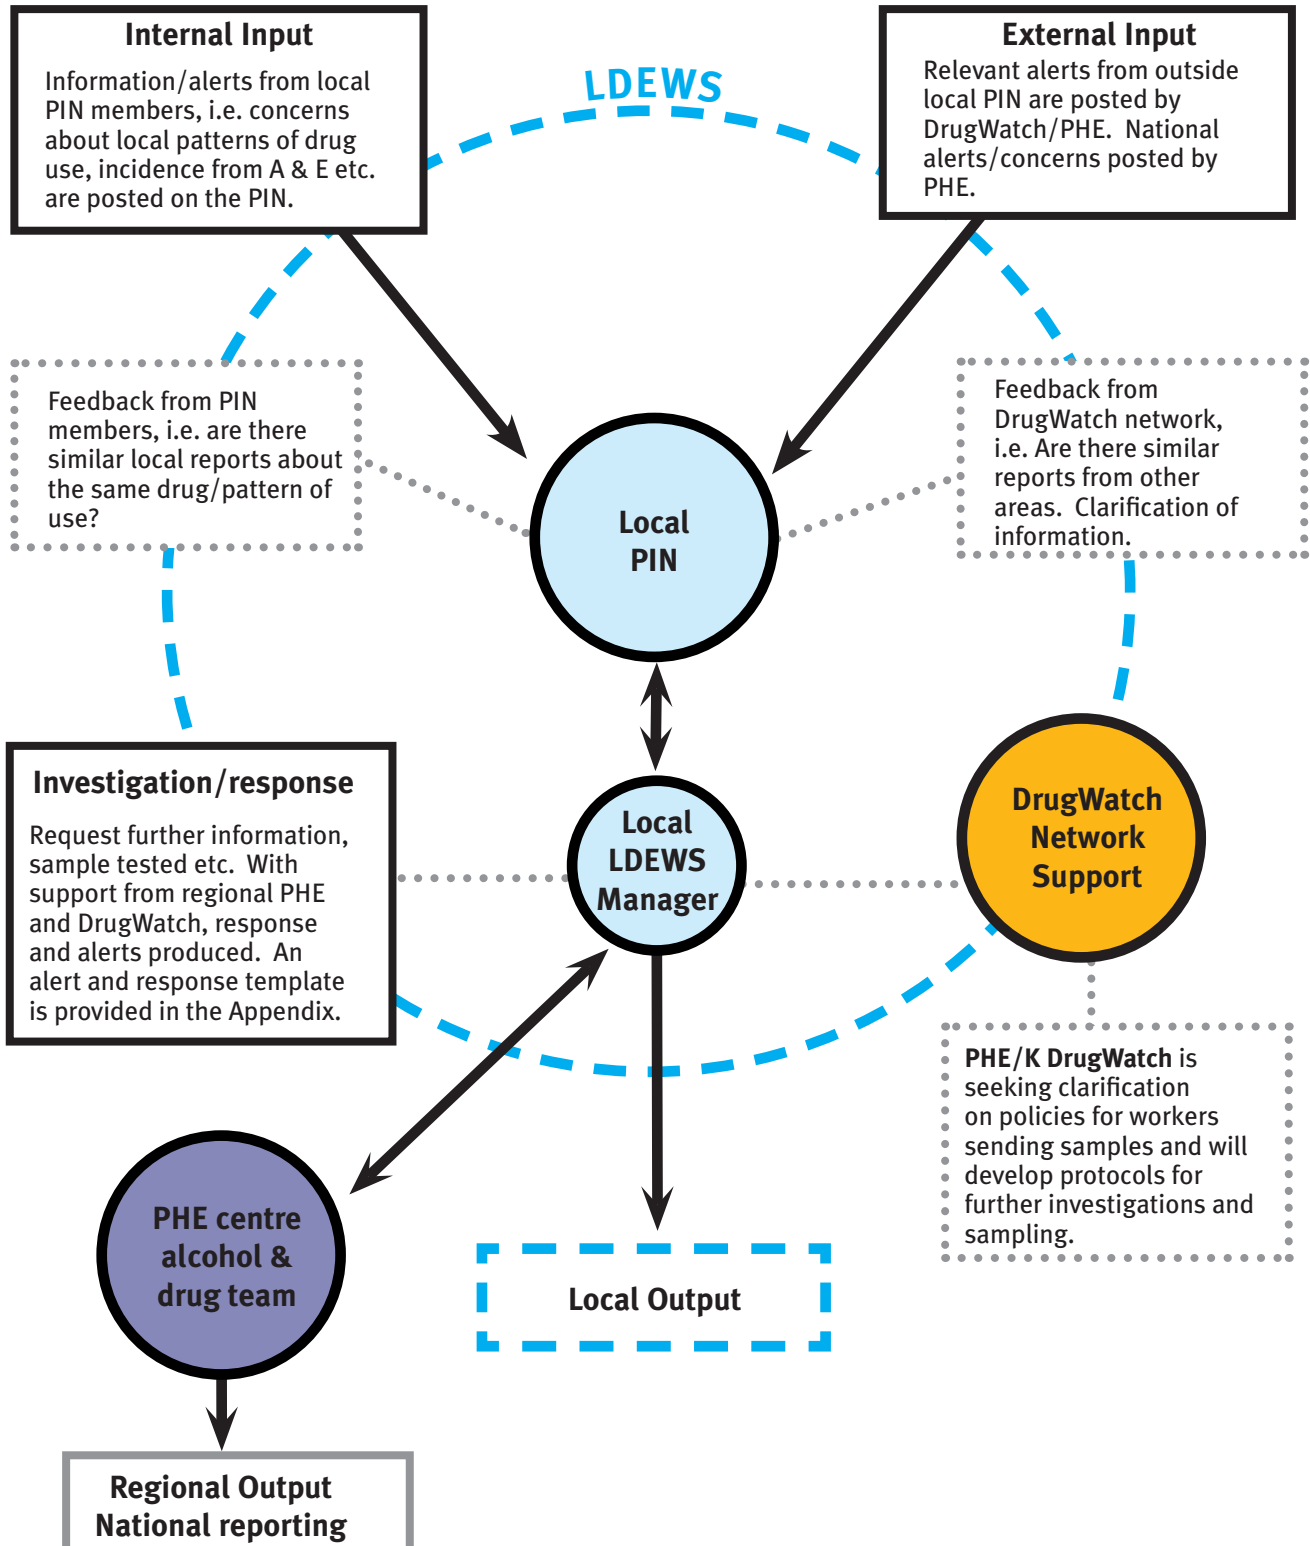 Internal Input
Information/alerts from local
PIN members, i.e. concerns
about local patterns of drug
use, incidence from A & E etc.
are posted on the PIN.
LDEWS
External Input
Relevant alerts from outside
local PIN are posted by
DrugWatch/PHE. National
alerts/concerns posted by
PHE.
Feedback from PIN
members, i.e. are there
similar local reports about
the same drug/pattern of
use?
Feedback from
DrugWatch network,
i.e. Are there similar
reports from other
areas. Clarification of
information.
Local
PIN
Investigation/response
Request further information,
sample tested etc. With
support from regional PHE
and DrugWatch, response
and alerts produced. An
alert and response template
is provided in the Appendix.
Local
LDEWS
Manager
DrugWatch
Network
Support
PHE/K DrugWatch is
seeking clarification
on policies for workers
sending samples and will
develop protocols for
further investigations and
sampling.
PHE centre
alcohol &
drug team
Local Output
Regional Output
National reporting